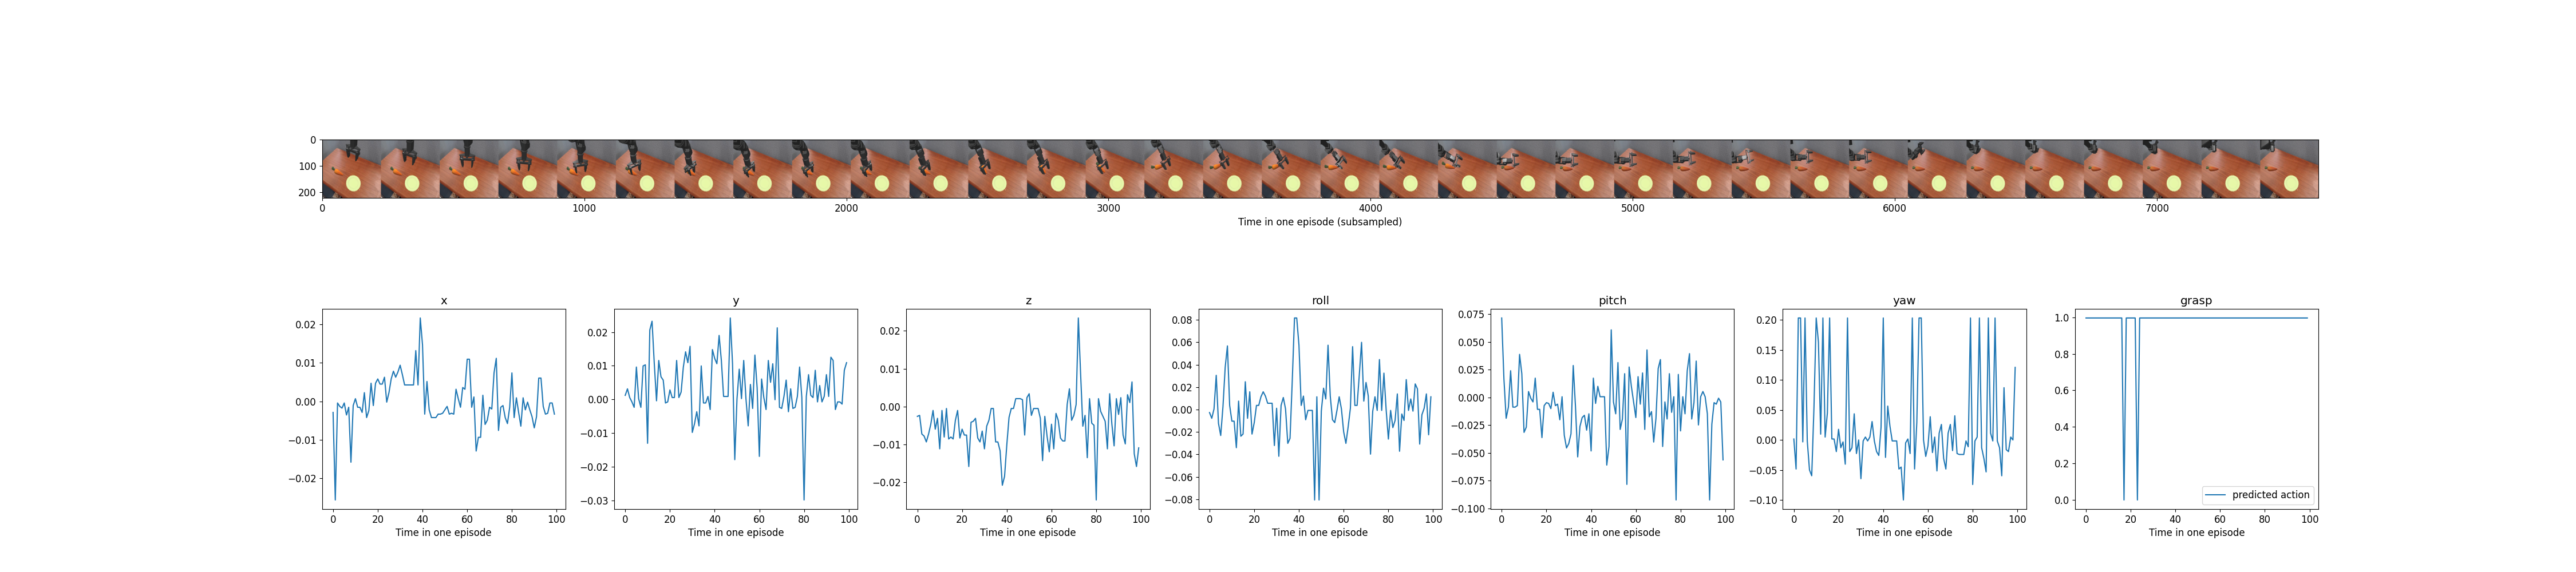 0
100
200
0 1000 2000 3000 4000 5000 6000 7000
Time in one episode (subsampled)
x y z roll pitch yaw grasp
0.02
0.01
0.00
−0.01
−0.02
0 20 40 60 80 100
Time in one episode
0.02
0.01
0.00
−0.01
−0.02
−0.03
0 20 40 60 80 100
Time in one episode
0.02
0.01
0.00
−0.01
−0.02
0 20 40 60 80 100
Time in one episode
0.08
0.06
0.04
0.02
0.00
−0.02
−0.04
−0.06
−0.08
0 20 40 60 80 100
Time in one episode
0.075
0.050
0.025
0.000
−0.025
−0.050
−0.075
−0.100
0 20 40 60 80 100
Time in one episode
0.20
0.15
0.10
0.05
0.00
−0.05
−0.10
0 20 40 60 80 100
Time in one episode
1.0
0.8
0.6
0.4
0.2
0.0
predicted action
0 20 40 60 80 100
Time in one episode